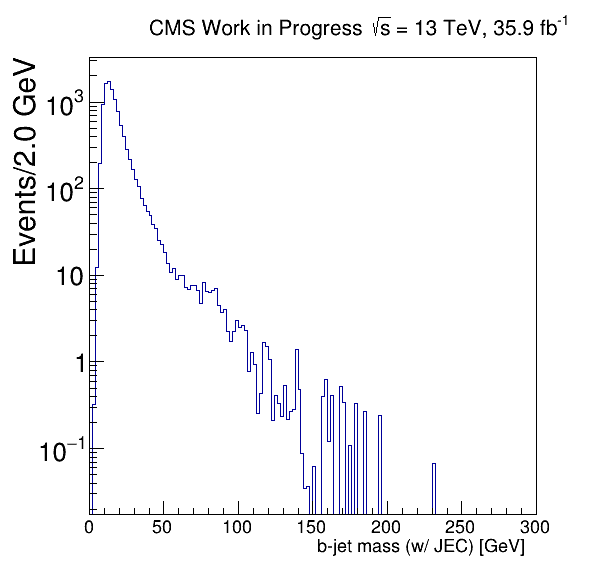 CMS Work in Progress √s = 13 TeV, 35.9 fb⁻¹
Events/2.0 GeV
10³
10²
10
1
10⁻¹
0 50 100 150 200 250 300
b-jet mass (w/ JEC) [GeV]